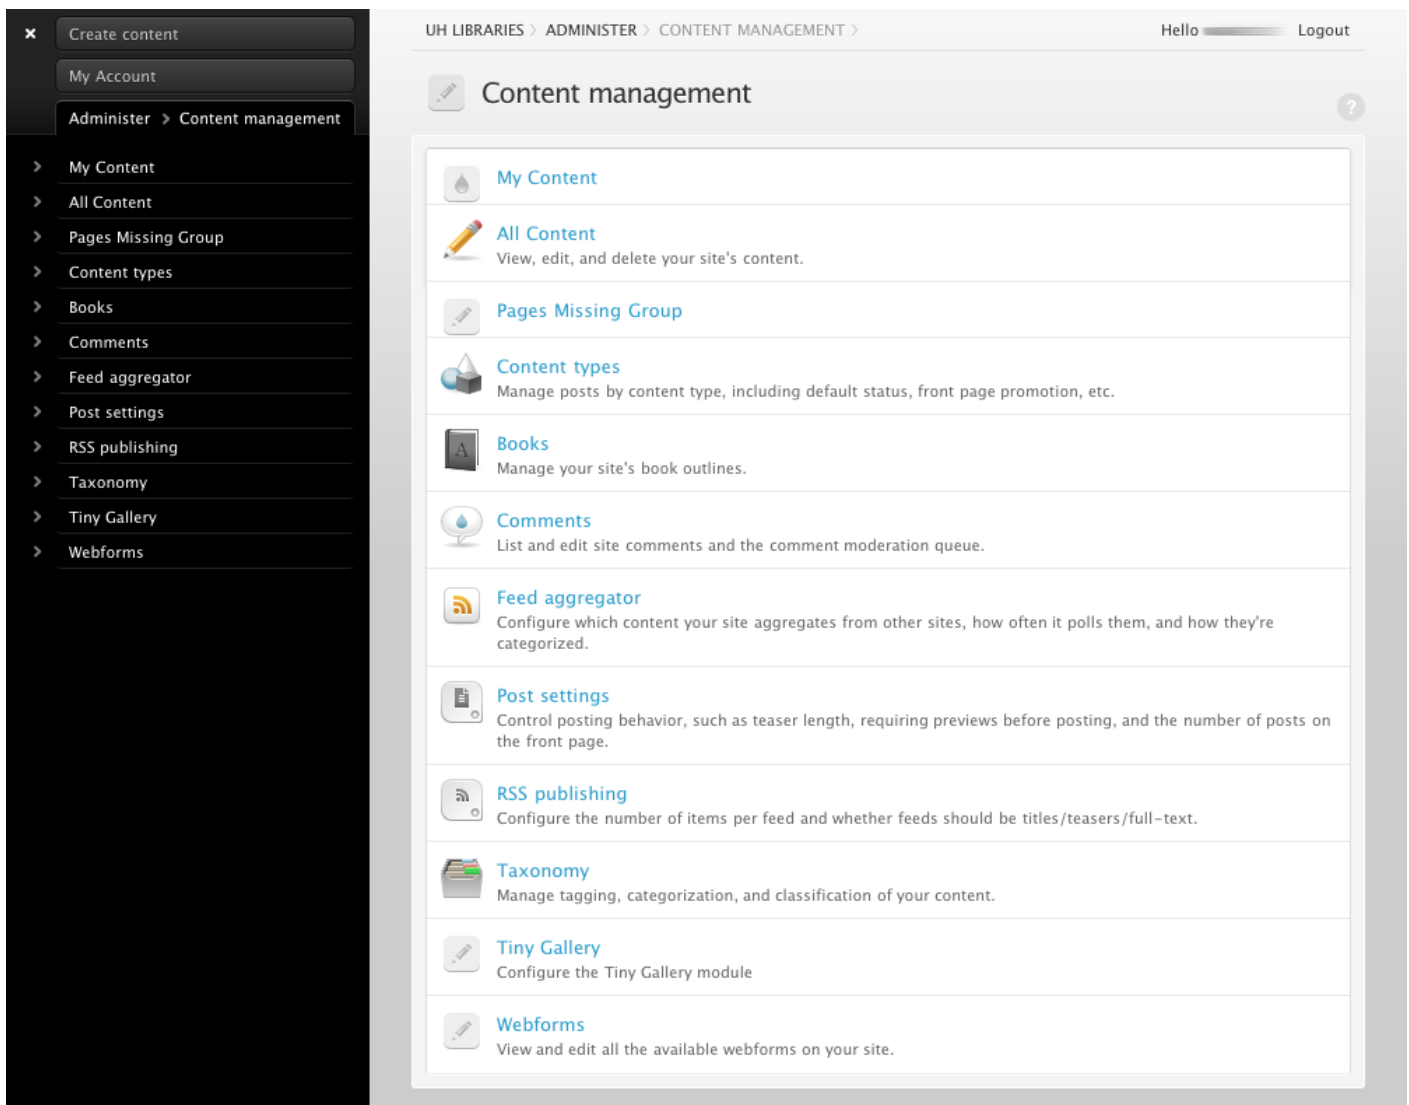 Create content
My Account
Administer > Content management
My Content
All Content
Pages Missing Group
Content types
Books
Comments
Feed aggregator
Post settings
RSS publishing
Taxonomy
Tiny Gallery
Webforms
UH LIBRARIES > ADMINISTER > CONTENT MANAGEMENT >
Hello Logout
Content management
?
My Content
All Content
View, edit, and delete your site's content.
Pages Missing Group
Content types
Manage posts by content type, including default status, front page promotion, etc.
Books
Manage your site's book outlines.
Comments
List and edit site comments and the comment moderation queue.
Feed aggregator
Configure which content your site aggregates from other sites, how often it polls them, and how they're
categorized.
Post settings
Control posting behavior, such as teaser length, requiring previews before posting, and the number of posts on
the front page.
RSS publishing
Configure the number of items per feed and whether feeds should be titles/teasers/full-text.
Taxonomy
Manage tagging, categorization, and classification of your content.
Tiny Gallery
Configure the Tiny Gallery module
Webforms
View and edit all the available webforms on your site.